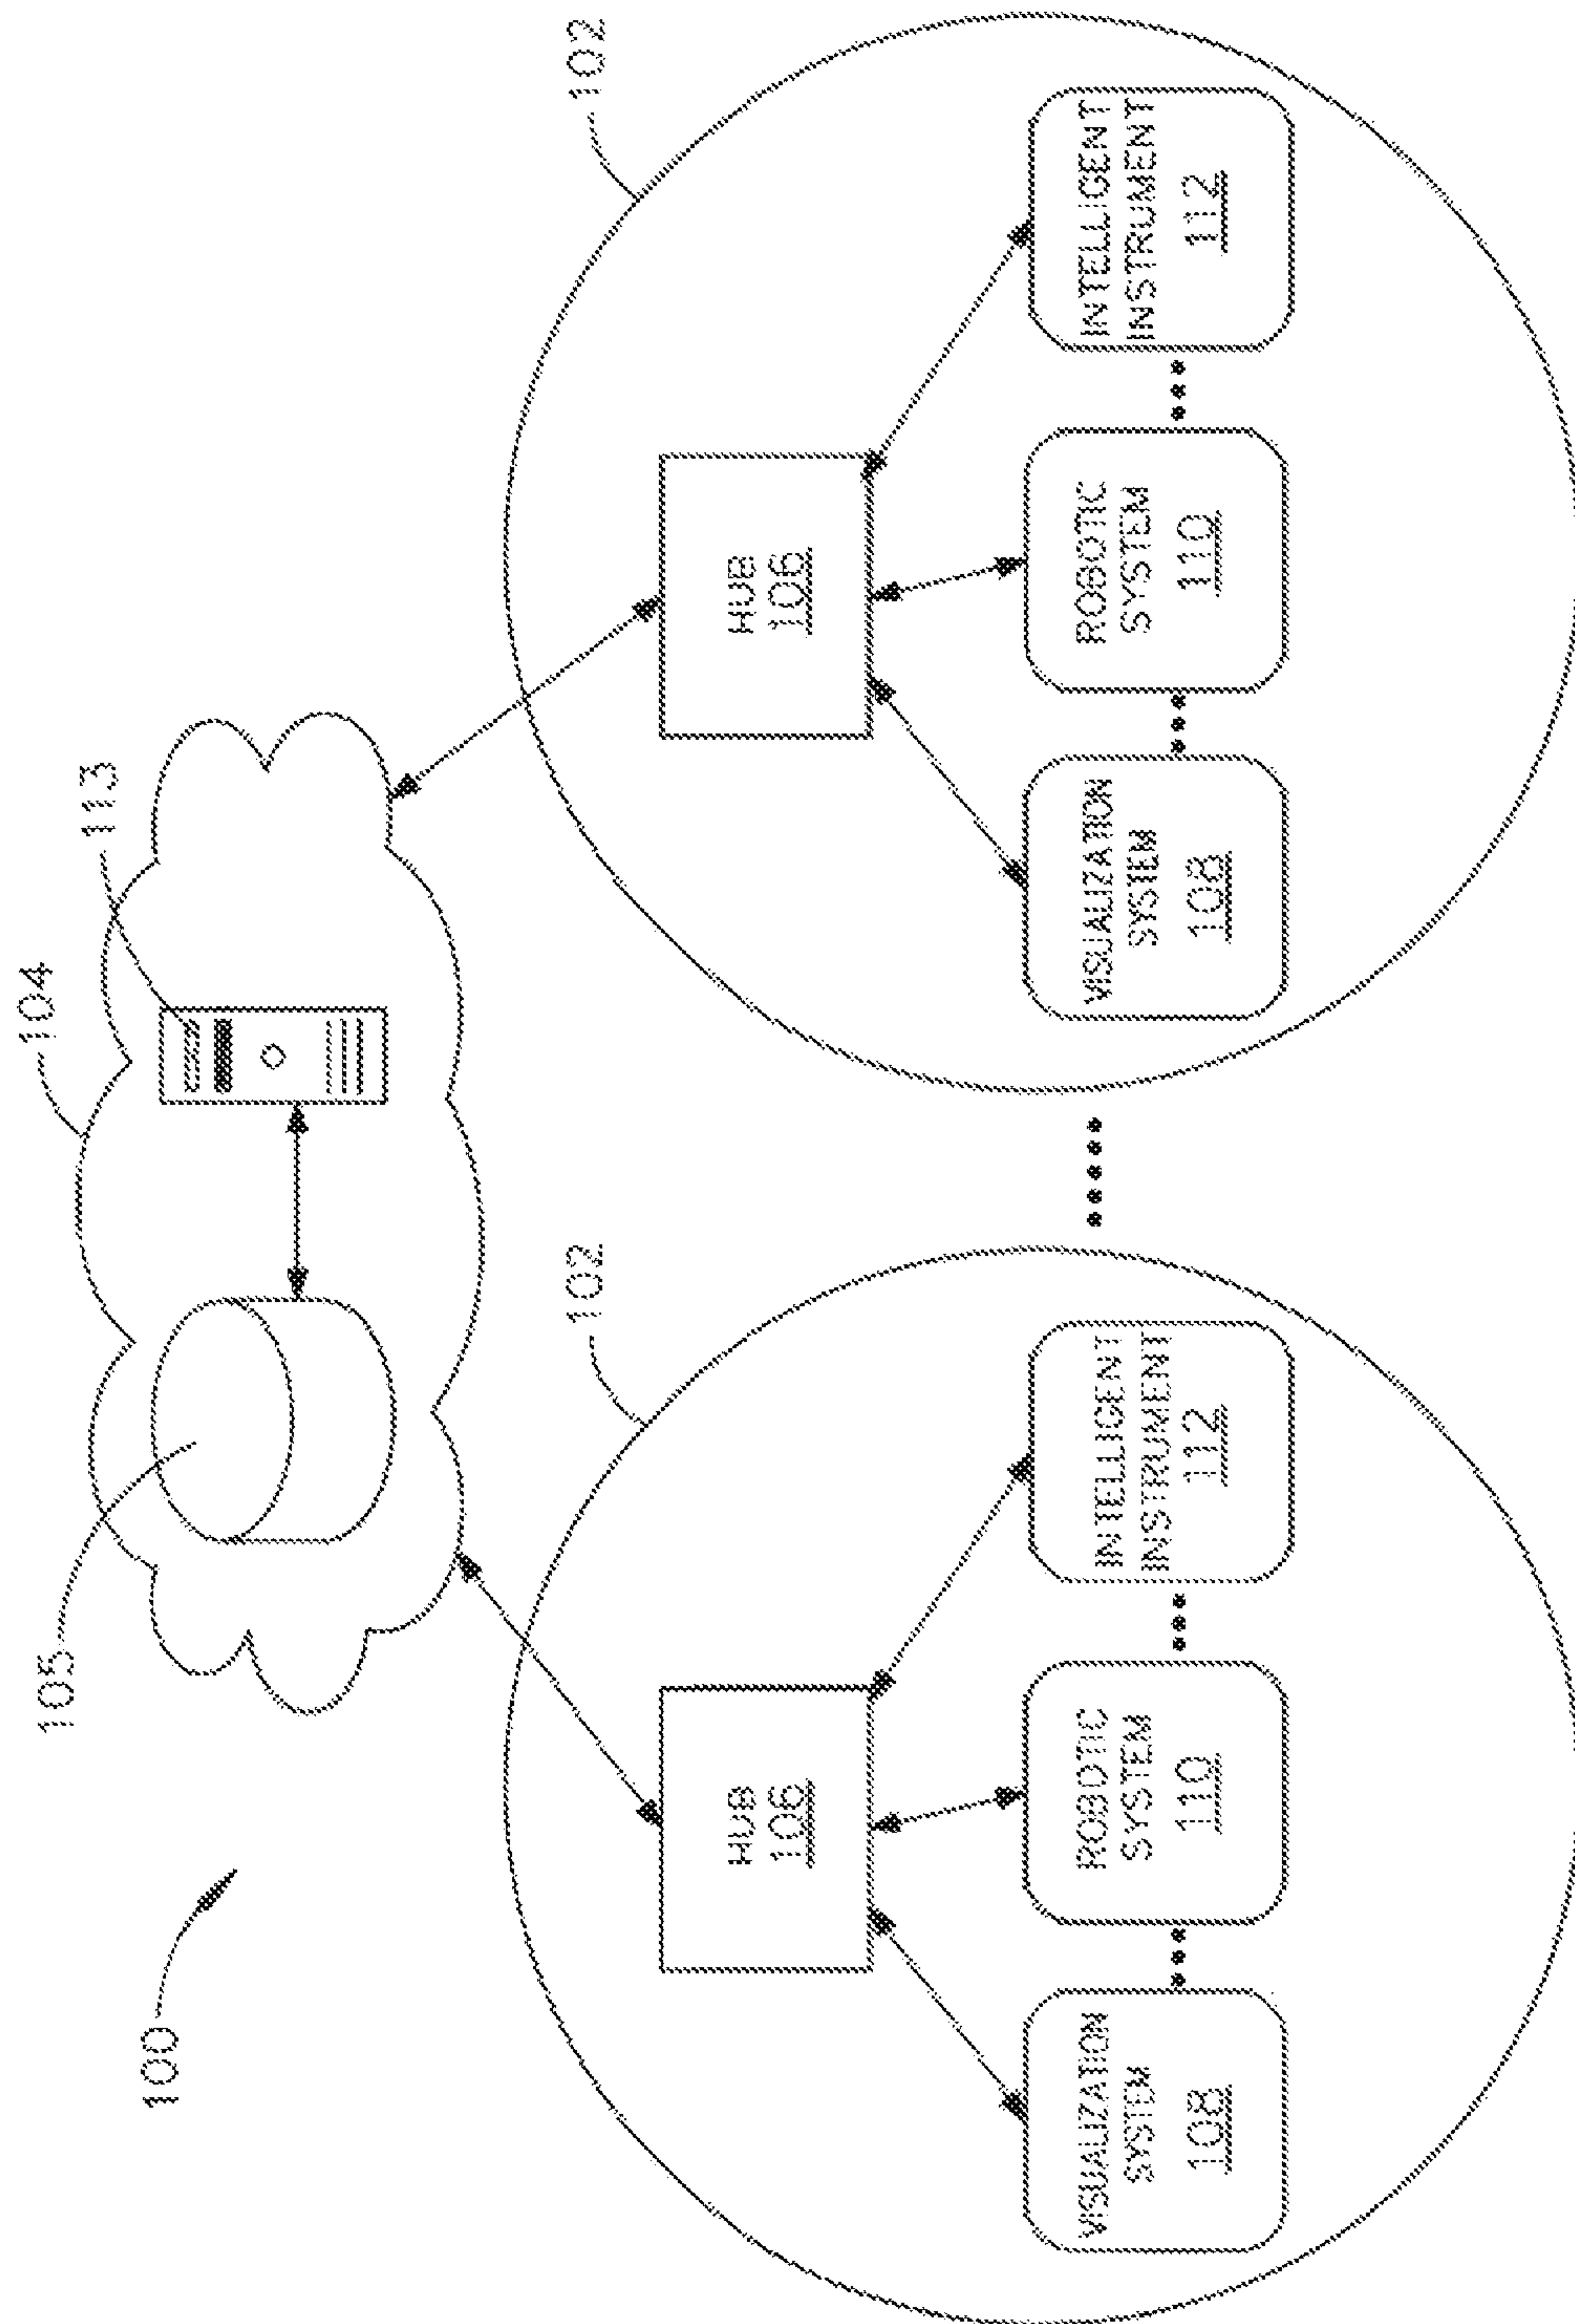 100
105
104
113
102
HUB
106
VISUALIZATION
SYSTEM
108
ROBOTIC
SYSTEM
110
INTELLIGENT
INSTRUMENT
112
102
HUB
106
VISUALIZATION
SYSTEM
108
ROBOTIC
SYSTEM
110
INTELLIGENT
INSTRUMENT
112